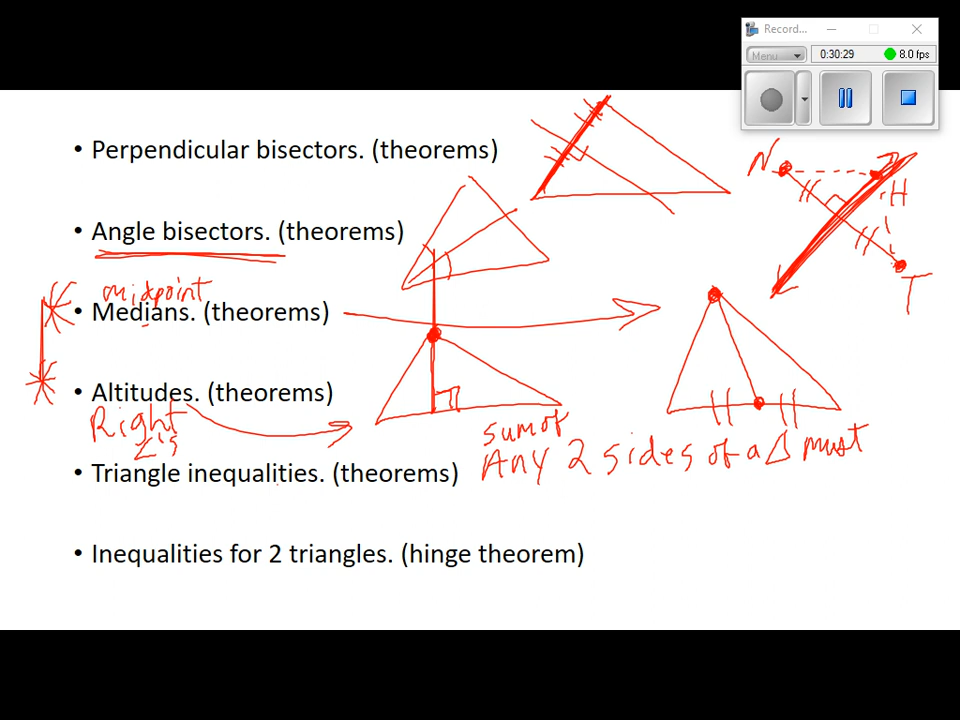 Record...
Menu
0:30:29
8.0 fps
• Perpendicular bisectors. (theorems)
N
H
T
• Angle bisectors. (theorems)
midpoint
• Medians. (theorems)
• Altitudes. (theorems)
Right
∠'s
sum of
Any 2 sides of a Δ must
• Triangle inequalities. (theorems)
• Inequalities for 2 triangles. (hinge theorem)